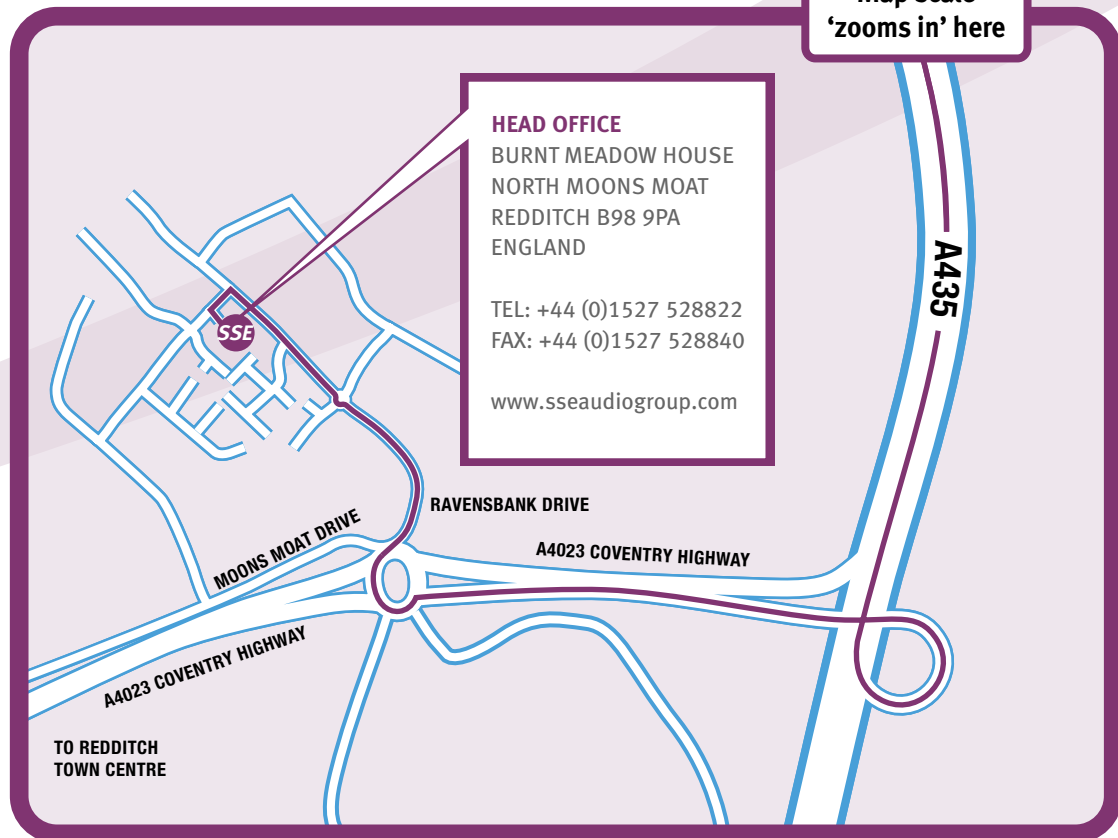 map scale
‘zooms in’ here
HEAD OFFICE
BURNT MEADOW HOUSE
NORTH MOONS MOAT
REDDITCH B98 9PA
ENGLAND
TEL: +44 (0)1527 528822
FAX: +44 (0)1527 528840
www.sseaudiogroup.com
A435
SSE
RAVENSBANK DRIVE
MOONS MOAT DRIVE
A4023 COVENTRY HIGHWAY
A4023 COVENTRY HIGHWAY
TO REDDITCH
TOWN CENTRE